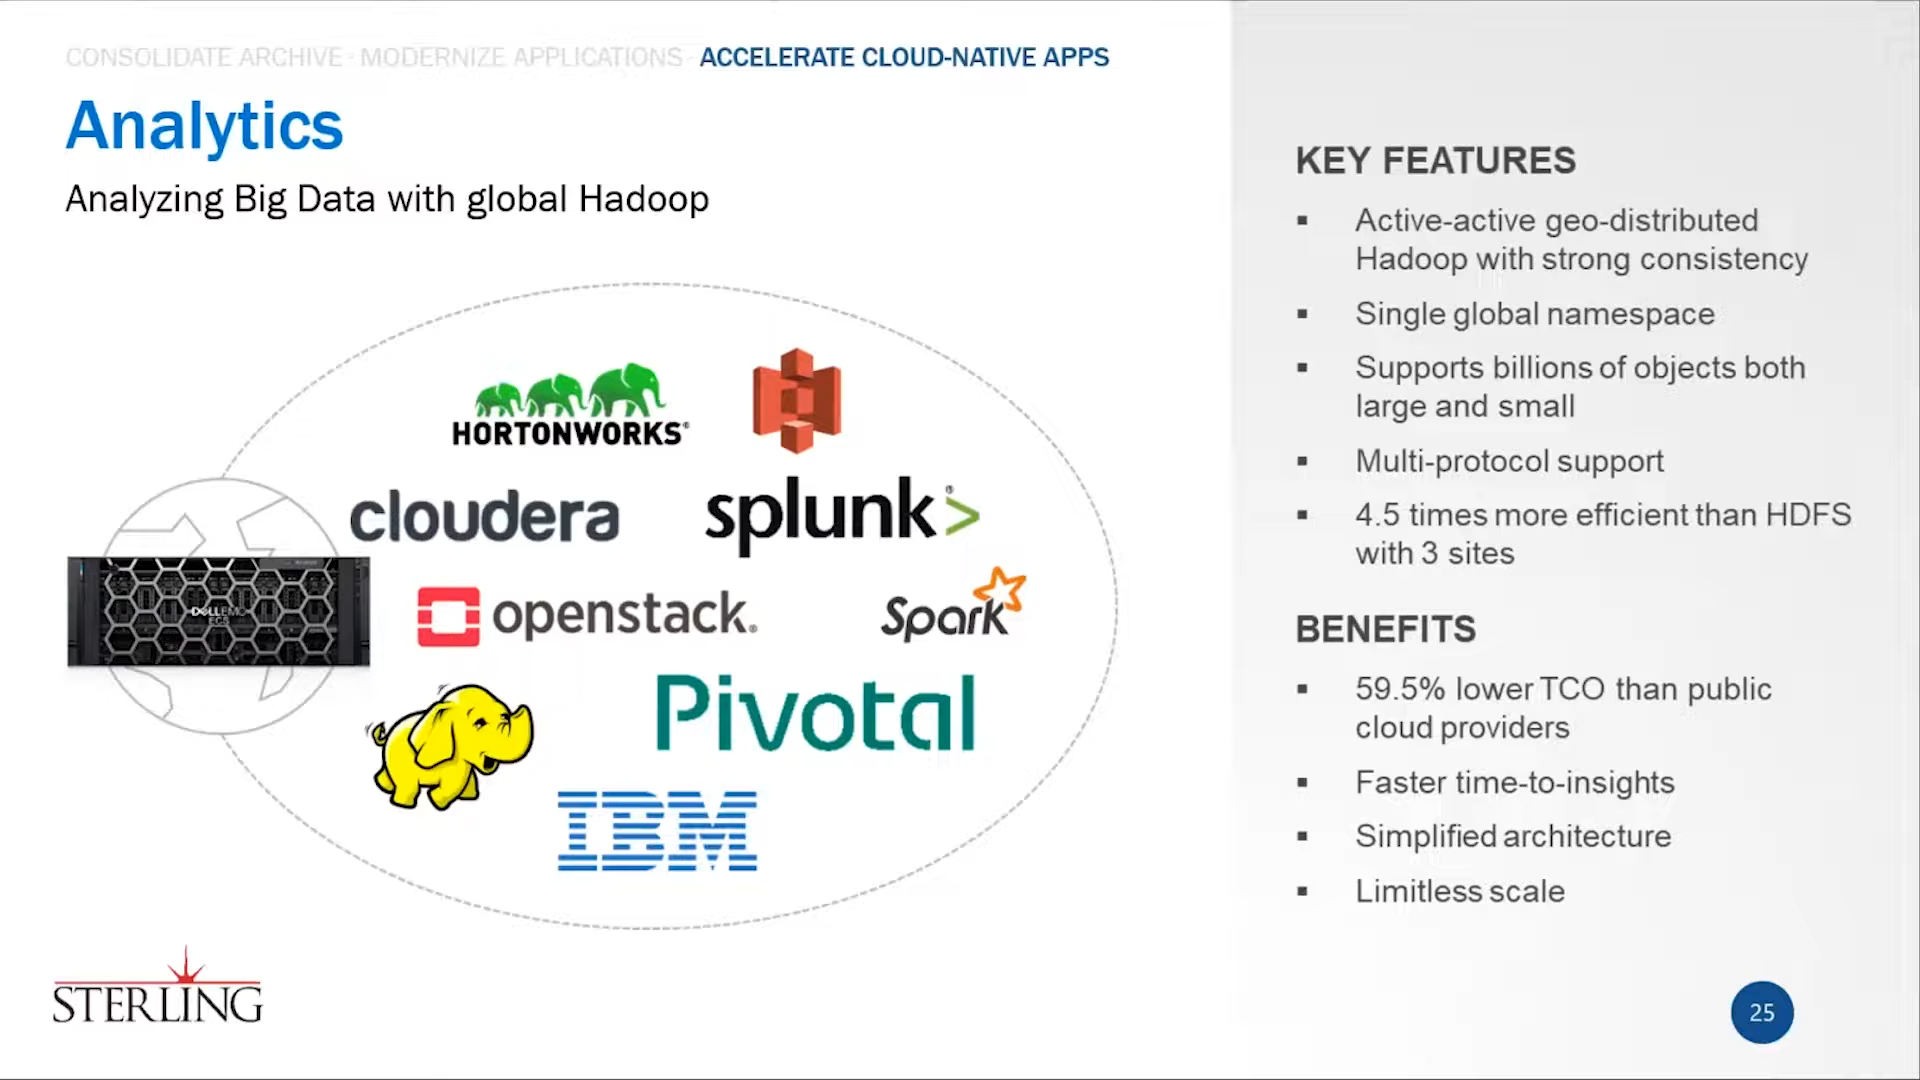 CONSOLIDATE ARCHIVE · MODERNIZE APPLICATIONS · ACCELERATE CLOUD-NATIVE APPS
Analytics
Analyzing Big Data with global Hadoop
HORTONWORKS®
cloudera
splunk>®
DELLEMC
ECS
openstack®
Spark
Pivotal
IBM
STERLING
KEY FEATURES
▪ Active-active geo-distributed
Hadoop with strong consistency
▪ Single global namespace
▪ Supports billions of objects both
large and small
▪ Multi-protocol support
▪ 4.5 times more efficient than HDFS
with 3 sites
BENEFITS
▪ 59.5% lower TCO than public
cloud providers
▪ Faster time-to-insights
▪ Simplified architecture
▪ Limitless scale
25